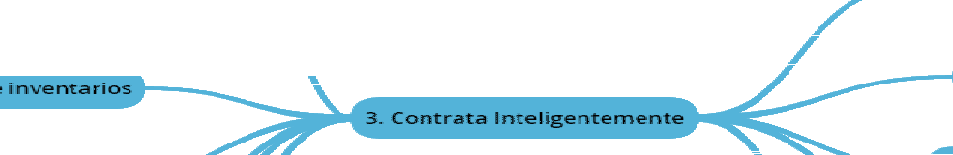 e inventarios
3. Contrata Inteligentemente